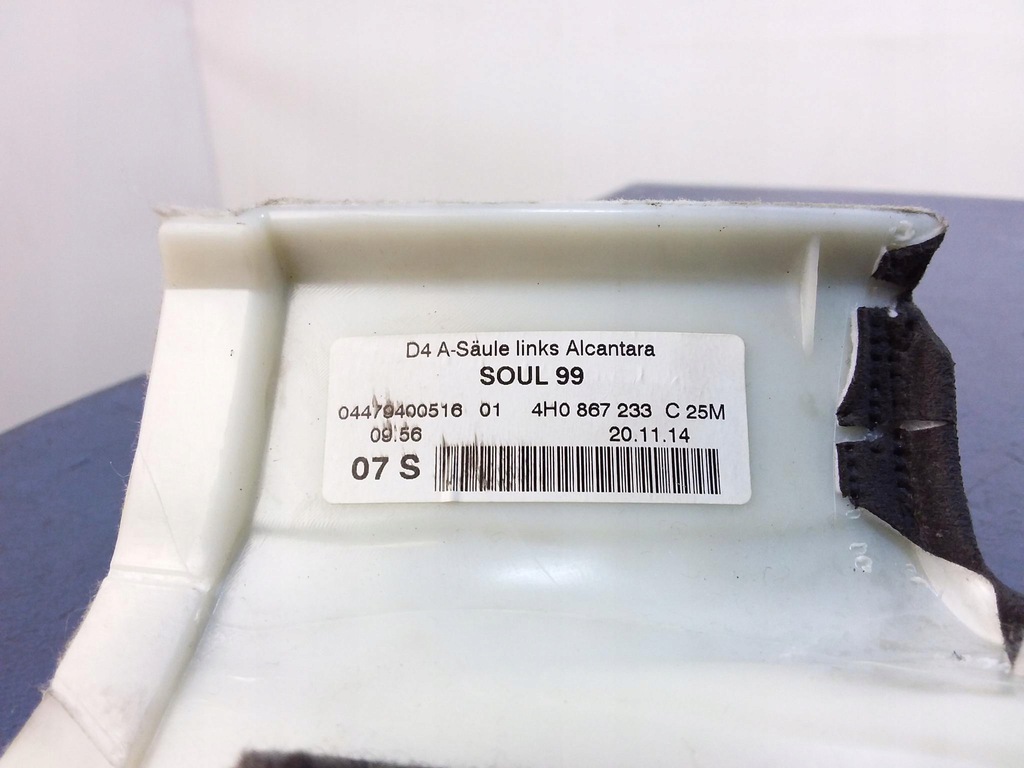 D4 A-Säule links Alcantara
SOUL 99
04479400516 01 4H0 867 233 C 25M
09:56 20.11.14
07 S